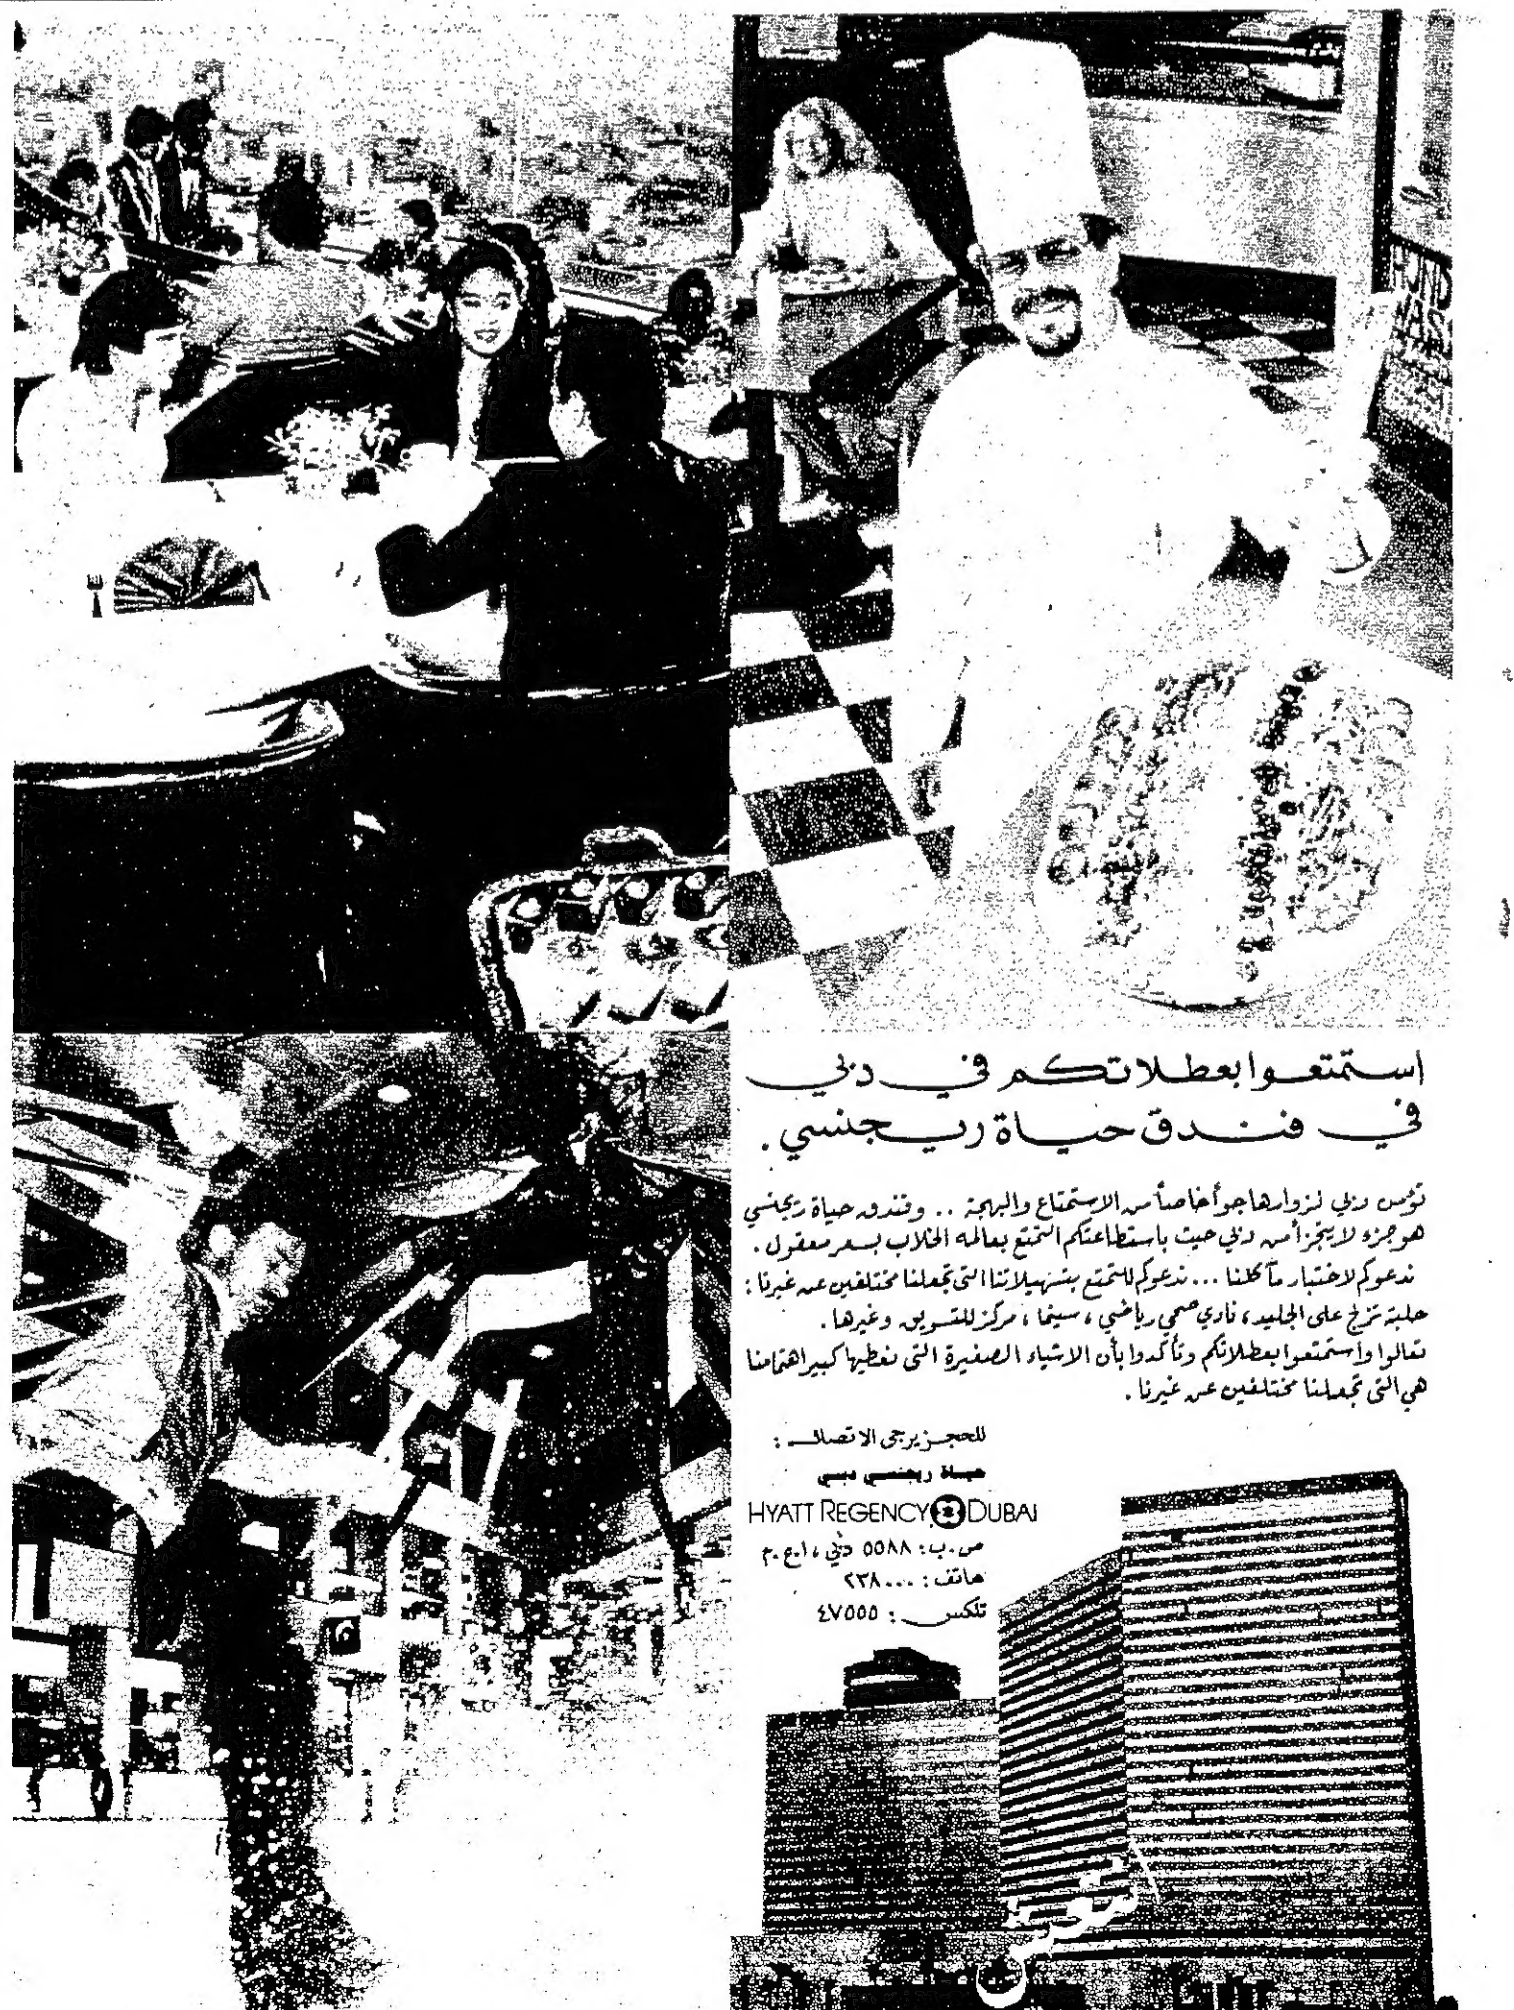 استمتعوا بعطلاتكم في دبي
في فندق حياة ريجنسي .
تؤمن دبي لزوارها جواً خاصاً من الاستمتاع والبهجة .. وفندق حياة ريجنسي
هو جزء لا يتجزأ من دبي حيث باستطاعتكم التمتع بعالمه الخلاب بسعر معقول .
ندعوكم لاختبار مآكلنا ... ندعوكم للتمتع بتسهيلاتنا التي تجعلنا مختلفين عن غيرنا :
حلبة تزلج على الجليد ، نادي صحي رياضي ، سينما ، مركز للتسويق وغيرها .
تعالوا واستمتعوا بعطلاتكم وتأكدوا بأن الاشياء الصغيرة التي نعطيها كبير اهتمامنا
هي التي تجعلنا مختلفين عن غيرنا .
للحجز يرجى الاتصال :
حياة ريجنسي دبي
HYATT REGENCY DUBAI
ص.ب : ٥٥٨٨ دبي ، ا.ع.م
هاتف : ٢٣٨٠٠٠
تلكس : ٤٧٥٥٥